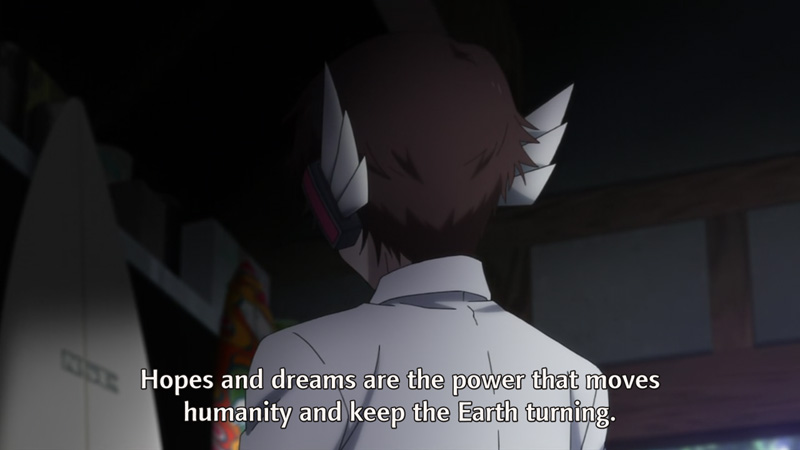 Hopes and dreams are the power that moves
humanity and keep the Earth turning.